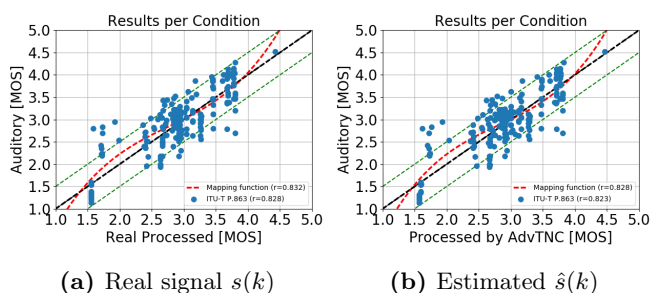 Results per Condition
5.0
4.5
4.0
3.5
3.0
2.5
2.0
1.5
1.0
Auditory [MOS]
Mapping function (r=0.832)
ITU-T P.863 (r=0.828)
1.0 1.5 2.0 2.5 3.0 3.5 4.0 4.5 5.0
Real Processed [MOS]
(a) Real signal s(k)
Results per Condition
5.0
4.5
4.0
3.5
3.0
2.5
2.0
1.5
1.0
Auditory [MOS]
Mapping function (r=0.828)
ITU-T P.863 (r=0.823)
1.0 1.5 2.0 2.5 3.0 3.5 4.0 4.5 5.0
Processed by AdvTNC [MOS]
(b) Estimated ŝ(k)